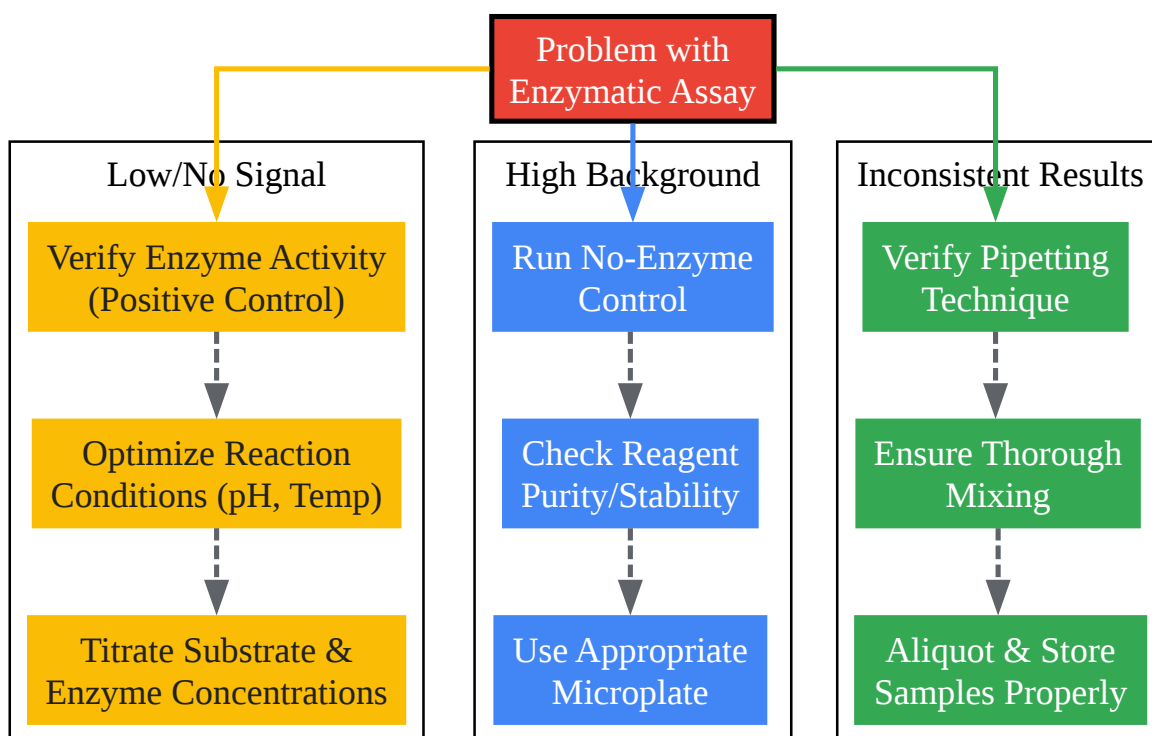 Problem with
Enzymatic Assay
Low/No Signal
Verify Enzyme Activity
(Positive Control)
Optimize Reaction
Conditions (pH, Temp)
Titrate Substrate &
Enzyme Concentrations
High Background
Run No-Enzyme
Control
Check Reagent
Purity/Stability
Use Appropriate
Microplate
Inconsistent Results
Verify Pipetting
Technique
Ensure Thorough
Mixing
Aliquot & Store
Samples Properly